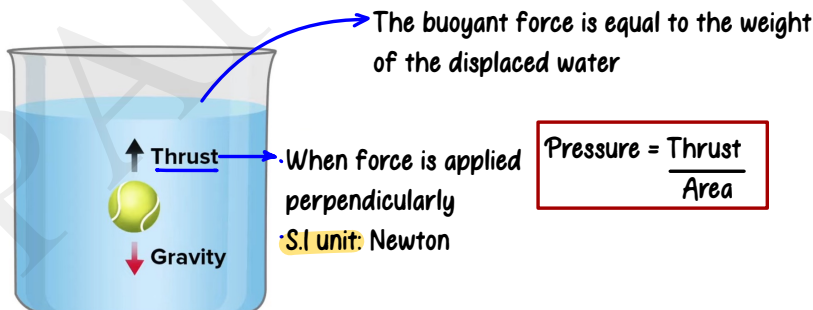 The buoyant force is equal to the weight
of the displaced water
Thrust
When force is applied
perpendicularly
S.I unit: Newton
Pressure = Thrust
Area
Gravity